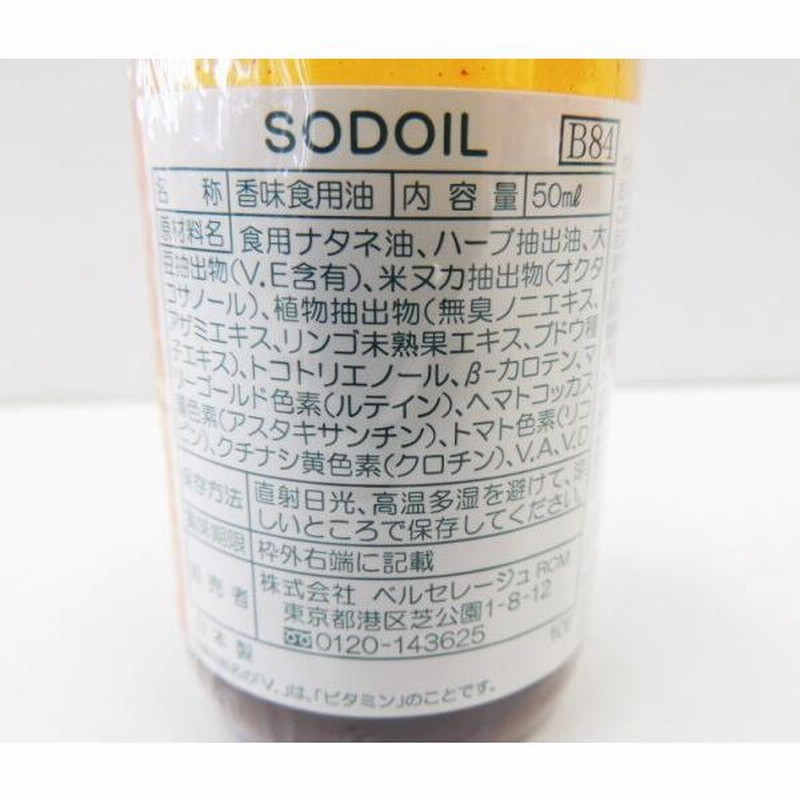 SODOIL B84
名称 香味食用油 内容量 50ml
原材料名 食用ナタネ油、ハーブ抽出油、大
豆抽出物(V.E含有)、米ヌカ抽出物(オクタ
コサノール)、植物抽出物(無臭ノニエキス、
アザミエキス、リンゴ未熟果エキス、ブドウ種
子エキス)、トコトリエノール、β-カロテン、マ
リーゴールド色素(ルテイン)、ヘマトコッカス
色素(アスタキサンチン)、トマト色素(リコ
ピン)、クチナシ黄色素(クロチン)、V.A、V.D
保存方法 直射日光、高温多湿を避けて、涼
しいところで保存してください。
賞味期限 枠外右端に記載
販売者 株式会社 ベルセレージュ RCM
東京都港区芝公園1-8-12
0120-143625
日本製
「V.」は、「ビタミン」のことです。